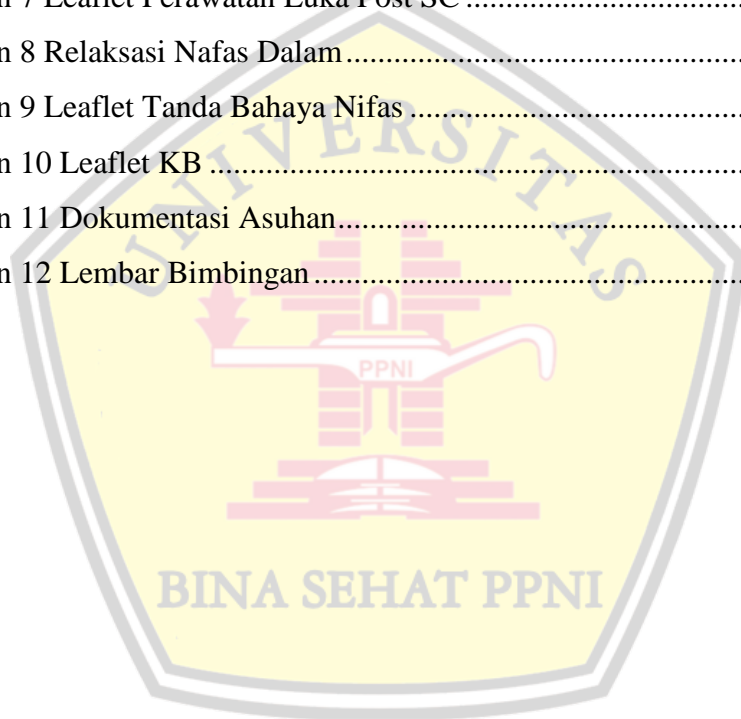 n 7 Leaflet Perawatan Luka Post SC ................................
n 8 Relaksasi Nafas Dalam ................................................
n 9 Leaflet Tanda Bahaya Nifas ........................................
n 10 Leaflet KB .................................................................
n 11 Dokumentasi Asuhan ................................................
n 12 Lembar Bimbingan ...................................................
UNIVERSITAS
PPNI
BINA SEHAT PPNI